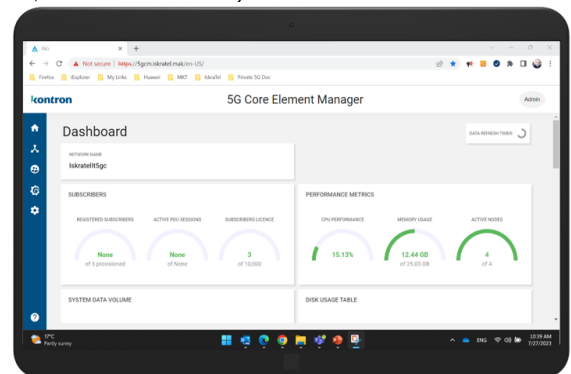 5G
Not secure | https://5gcm.iskratel.mak/en-US/
Firefox iExplorer My Links Huawei MKT IskraTel Private 5G Doc
kontron
5G Core Element Manager
Admin
Dashboard
DATA REFRESH TIMER
NETWORK NAME
Iskratellt5gc
SUBSCRIBERS
REGISTERED SUBSCRIBERS ACTIVE PDU SESSIONS SUBSCRIBERS LICENCE
None None 3
of 3 provisioned of None of 10,000
PERFORMANCE METRICS
CPU PERFORMANCE MEMORY USAGE ACTIVE NODES
15.13% 12.44 GB 4
of 25.03 GB of 4
SYSTEM DATA VOLUME
DISK USAGE TABLE
17°C
Partly sunny
ENG
10:39 AM
7/27/2023